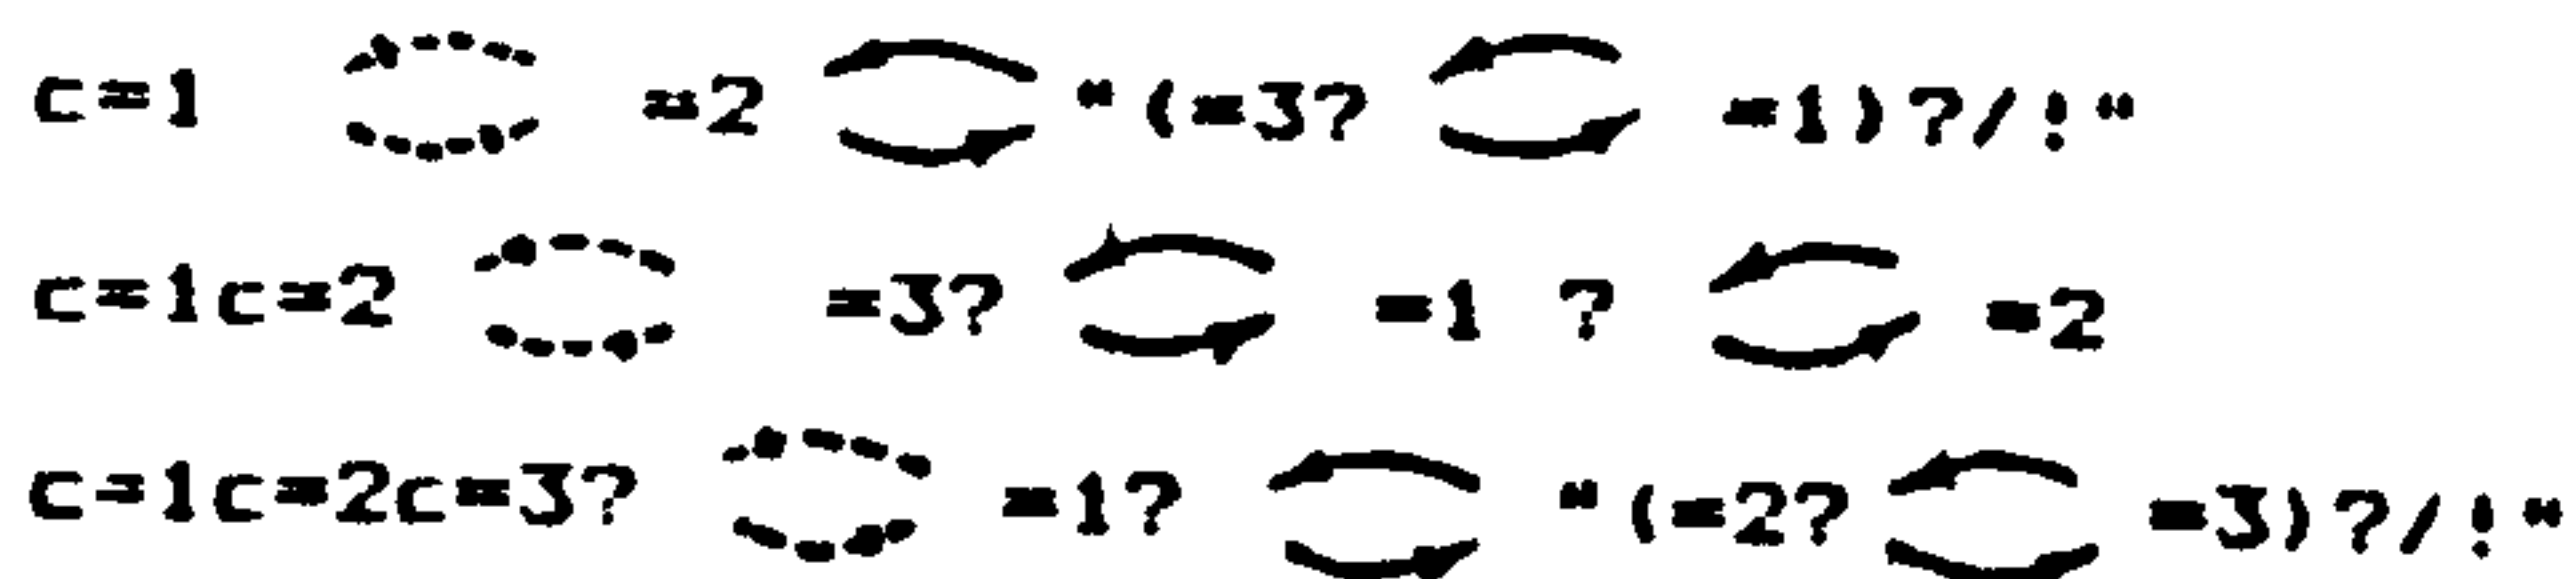 c=1 =2 "(=3? =1)?/!"
c=1c=2 =3? =1 ? =2
c=1c=2c=3? =1? "(=2? =3)?/!"